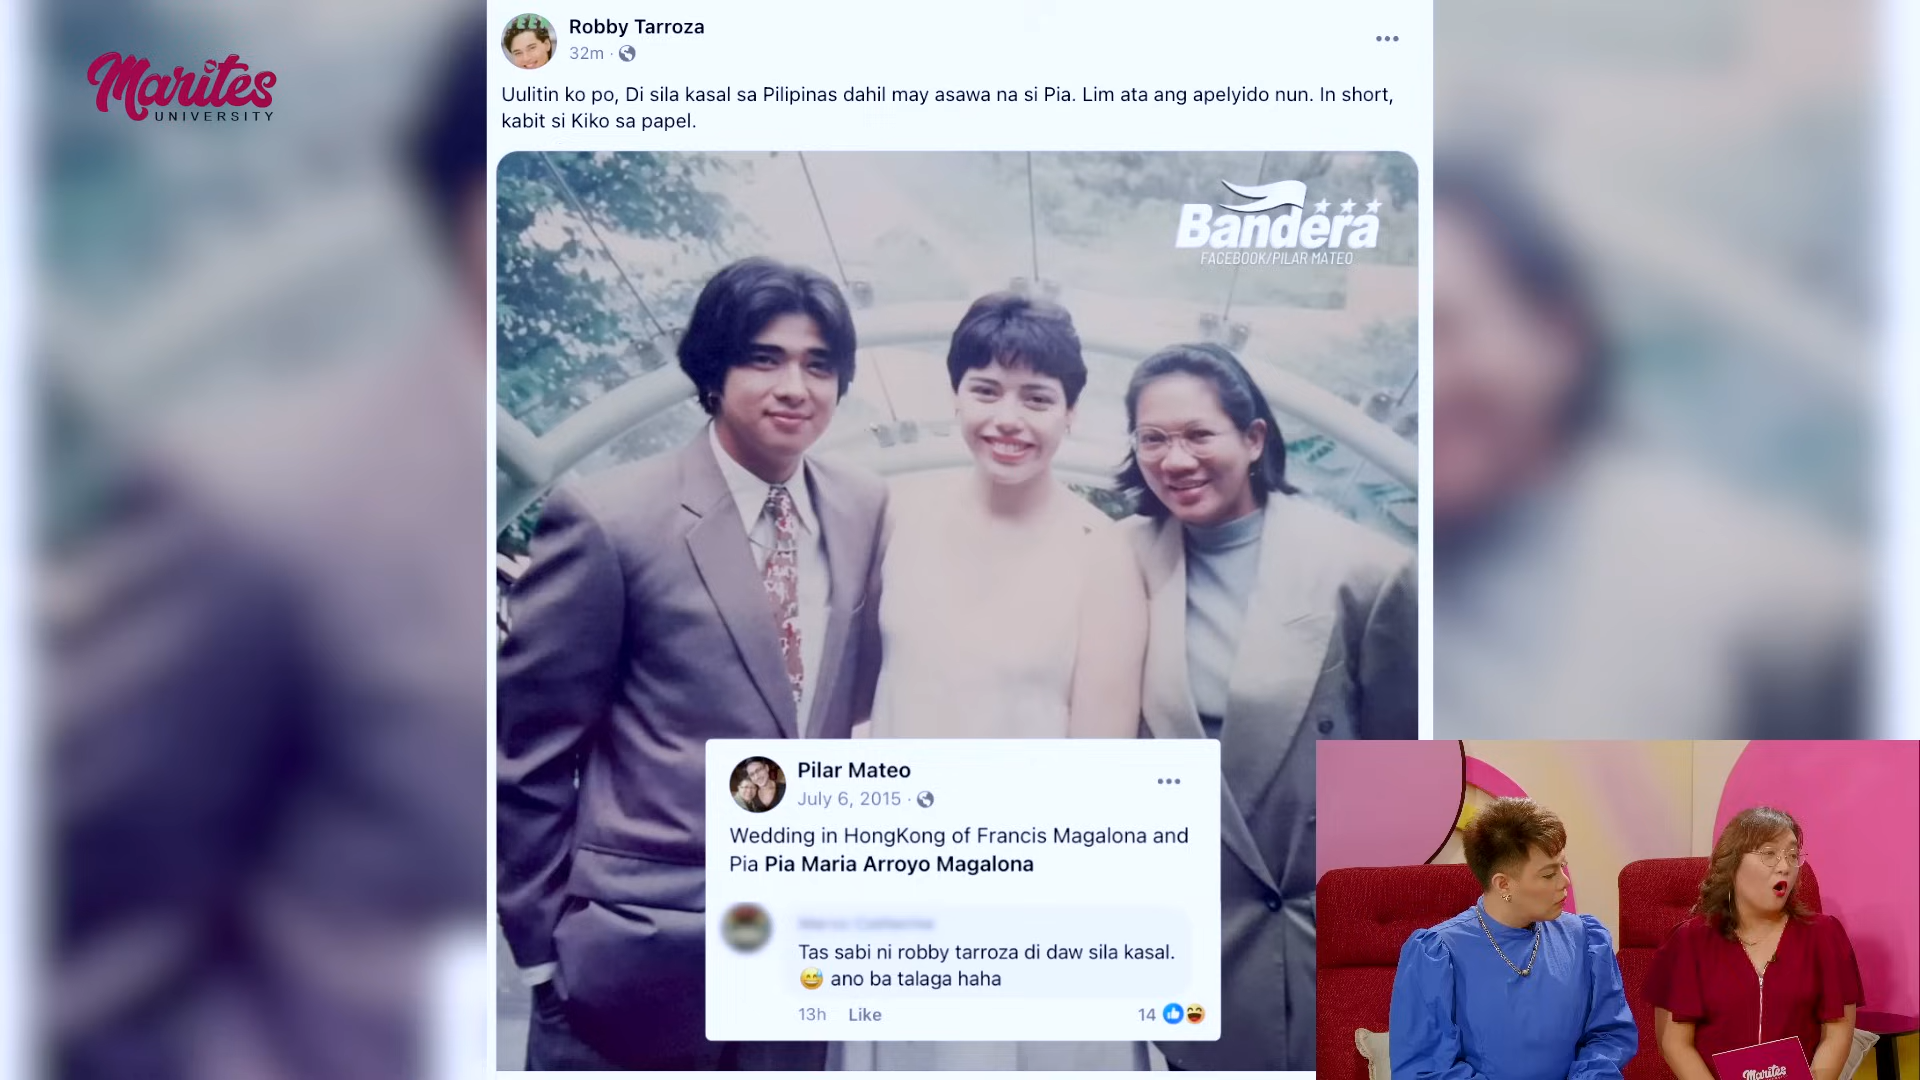 Marites
UNIVERSITY
Robby Tarroza
32m ·
Uulitin ko po, Di sila kasal sa Pilipinas dahil may asawa na si Pia. Lim ata ang apelyido nun. In short,
kabit si Kiko sa papel.
Bandera
FACEBOOK/PILAR MATEO
Pilar Mateo
July 6, 2015 ·
Wedding in HongKong of Francis Magalona and
Pia Pia Maria Arroyo Magalona
Tas sabi ni robby tarroza di daw sila kasal.
😅 ano ba talaga haha
13h Like 14
Marites